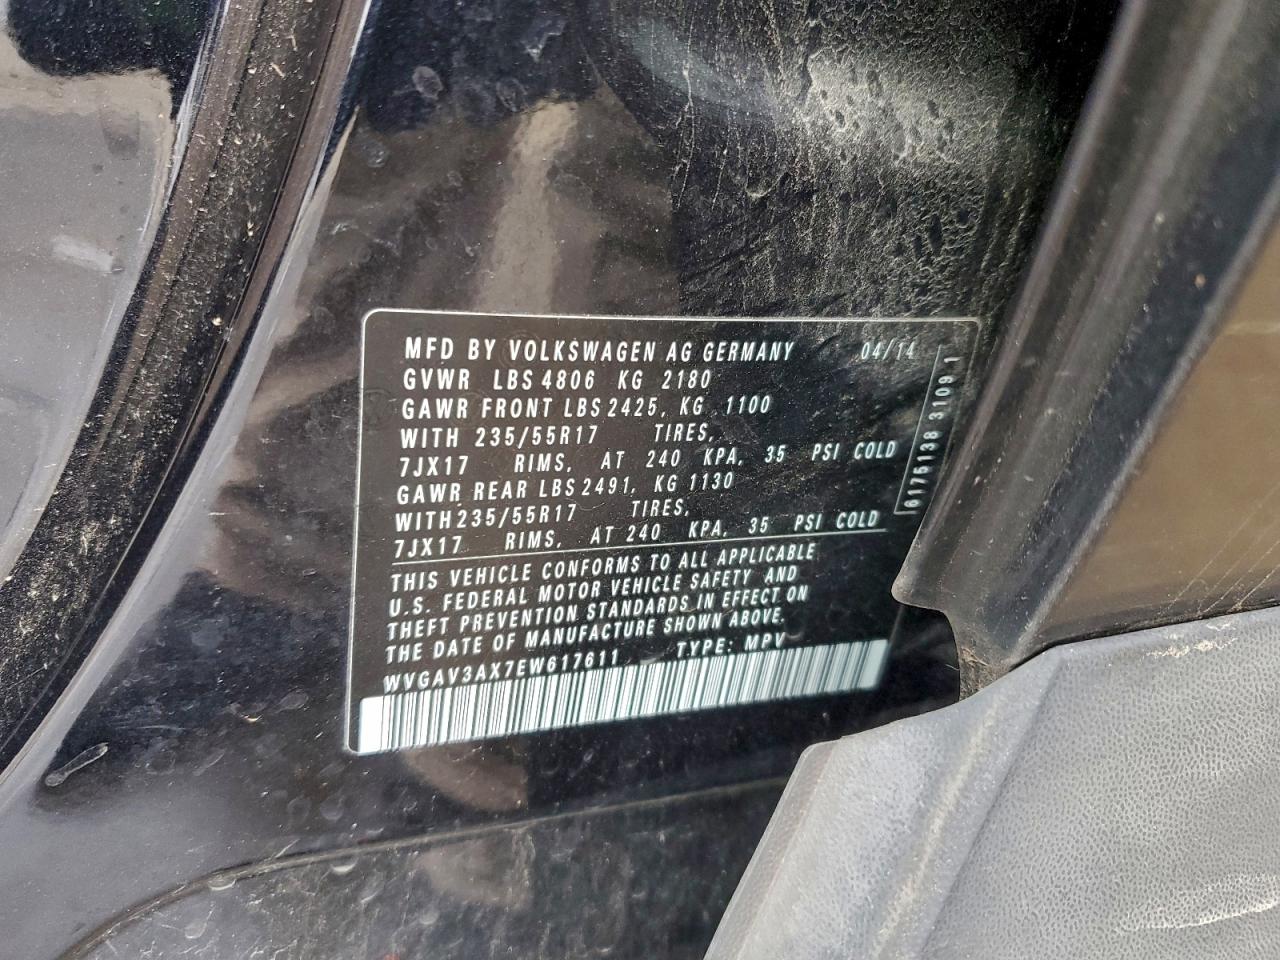 MFD BY VOLKSWAGEN AG GERMANY 04/14
GVWR LBS 4806 KG 2180
GAWR FRONT LBS 2425, KG 1100
WITH 235/55R17 TIRES,
7JX17 RIMS, AT 240 KPA, 35 PSI COLD
GAWR REAR LBS 2491, KG 1130
WITH 235/55R17 TIRES,
7JX17 RIMS, AT 240 KPA, 35 PSI COLD
THIS VEHICLE CONFORMS TO ALL APPLICABLE
U.S. FEDERAL MOTOR VEHICLE SAFETY AND
THEFT PREVENTION STANDARDS IN EFFECT ON
THE DATE OF MANUFACTURE SHOWN ABOVE.
WVGAV3AX7EW617611 TYPE: MPV
6175138 3109 1